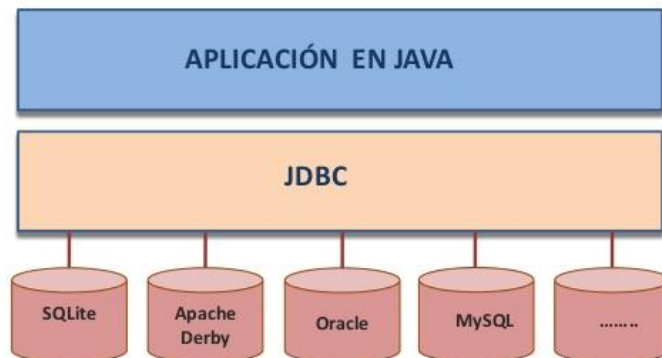 APLICACIÓN EN JAVA
JDBC
SQLite
Apache
Derby
Oracle
MySQL
........